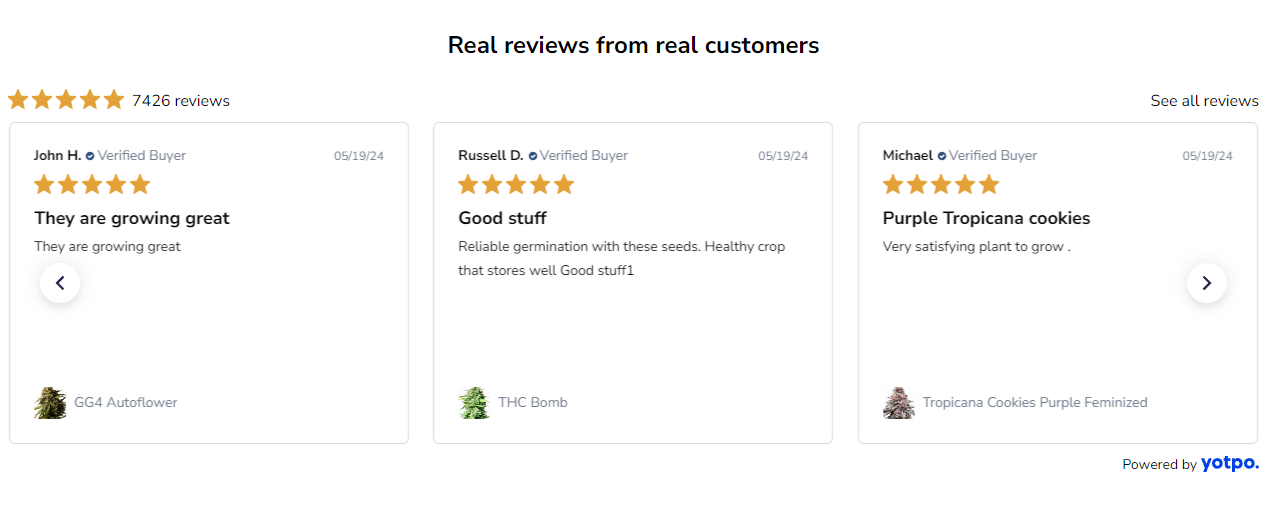 Real reviews from real customers
7426 reviews
See all reviews
John H. Verified Buyer 05/19/24
They are growing great
They are growing great
GG4 Autoflower
Russell D. Verified Buyer 05/19/24
Good stuff
Reliable germination with these seeds. Healthy crop
that stores well Good stuff1
THC Bomb
Michael Verified Buyer 05/19/24
Purple Tropicana cookies
Very satisfying plant to grow .
Tropicana Cookies Purple Feminized
Powered by yotpo.